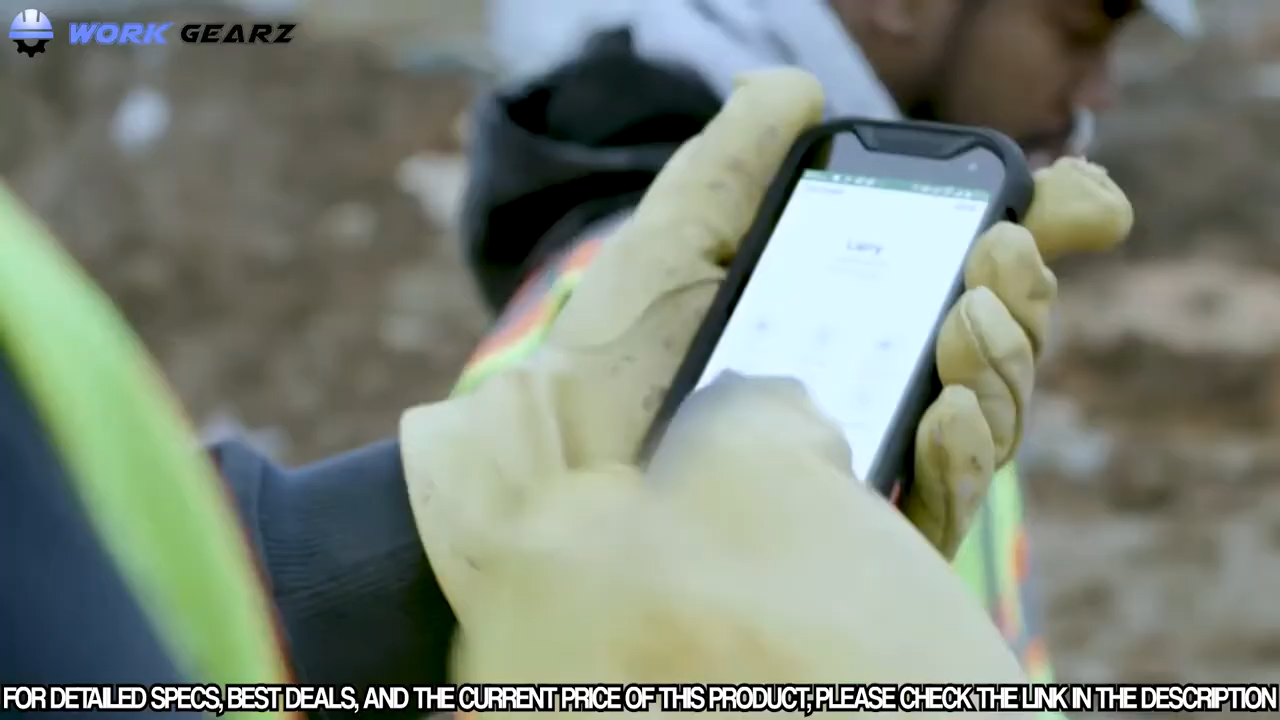 WORK GEARZ
Larry
FOR DETAILED SPECS, BEST DEALS, AND THE CURRENT PRICE OF THIS PRODUCT, PLEASE CHECK THE LINK IN THE DESCRIPTION